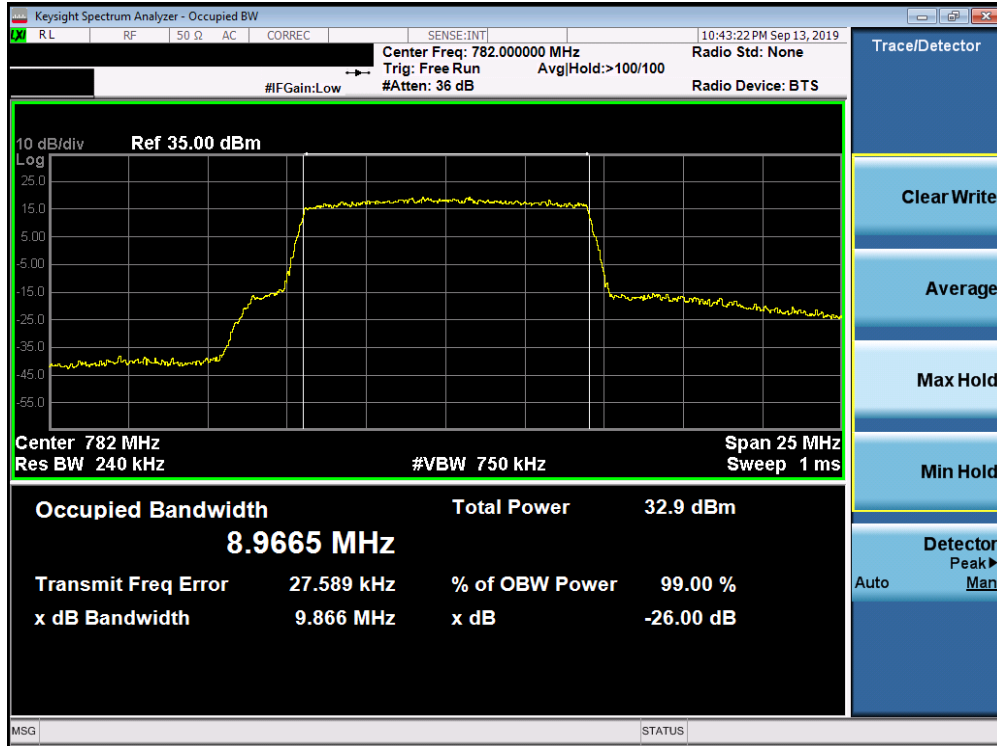 Keysight Spectrum Analyzer - Occupied BW
LXI RL RF 50 Ω AC CORREC SENSE:INT 10:43:22 PM Sep 13, 2019
Center Freq: 782.000000 MHz Radio Std: None
Trig: Free Run Avg|Hold:>100/100
#IFGain:Low #Atten: 36 dB Radio Device: BTS
Trace/Detector
10 dB/div Ref 35.00 dBm
Log
25.0
15.0
5.00
-5.00
-15.0
-25.0
-35.0
-45.0
-55.0
Center 782 MHz Span 25 MHz
Res BW 240 kHz #VBW 750 kHz Sweep 1 ms
Clear Write
Average
Max Hold
Min Hold
Detector
Peak▶
Auto Man
Occupied Bandwidth Total Power 32.9 dBm
8.9665 MHz
Transmit Freq Error 27.589 kHz % of OBW Power 99.00 %
x dB Bandwidth 9.866 MHz x dB -26.00 dB
MSG STATUS